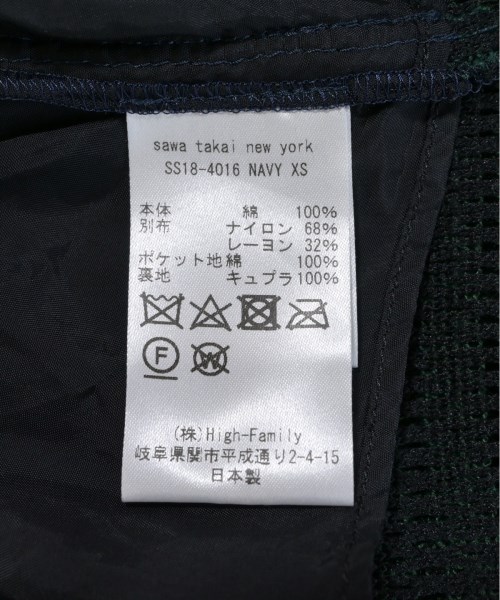 sawa takai new york
SS18-4016 NAVY XS
本体 綿 100%
別布 ナイロン 68%
レーヨン 32%
ポケット地 綿 100%
裏地 キュプラ 100%
F W
(株)High-Family
岐阜県関市平成通り2-4-15
日本製